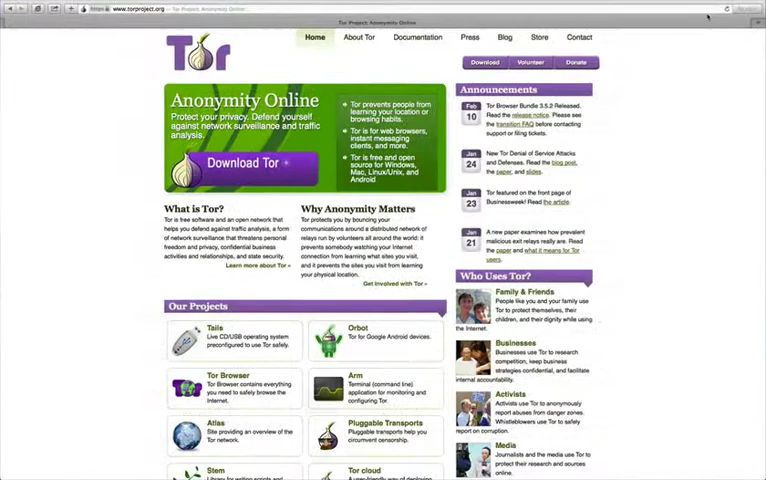 https
www.torproject.org — Tor Project: Anonymity Online
Tor Project: Anonymity Online
Tor
Home
About Tor
Documentation
Press
Blog
Store
Contact
Download
Volunteer
Donate
Anonymity Online
Protect your privacy. Defend yourself
against network surveillance and traffic
analysis.
Download Tor
Tor prevents people from
learning your location or
browsing habits.
Tor is for web browsers,
instant messaging
clients, and more.
Tor is free and open
source for Windows,
Mac, Linux/Unix, and
Android
What is Tor?
Tor is free software and an open network that
helps you defend against traffic analysis, a form
of network surveillance that threatens personal
freedom and privacy, confidential business
activities and relationships, and state security.
Learn more about Tor »
Why Anonymity Matters
Tor protects you by bouncing your
communications around a distributed network of
relays run by volunteers all around the world: it
prevents somebody watching your Internet
connection from learning what sites you visit,
and it prevents the sites you visit from learning
your physical location.
Get involved with Tor »
Our Projects
Tails
Live CD/USB operating system
preconfigured to use Tor safely.
Orbot
Tor for Google Android devices.
Tor Browser
Tor Browser contains everything
you need to safely browse the
Internet.
Arm
Terminal (command line)
application for monitoring and
configuring Tor.
Atlas
Site providing an overview of the
Tor network.
Pluggable Transports
Pluggable transports help you
circumvent censorship.
Stem
Library for writing scripts and
Tor cloud
A user-friendly way of deploying
Announcements
Feb
10
Tor Browser Bundle 3.5.2 Released.
Read the release notice. Please see
the transition FAQ before contacting
support or filing tickets.
Jan
24
New Tor Denial of Service Attacks
and Defenses. Read the blog post,
the paper, and slides.
Jan
23
Tor featured on the front page of
Businessweek! Read the article.
Jan
21
A new paper examines how prevalent
malicious exit relays really are. Read
the paper and what it means for Tor
users.
Who Uses Tor?
Family & Friends
People like you and your family use
Tor to protect themselves, their
children, and their dignity while using
the Internet.
Businesses
Businesses use Tor to research
competition, keep business
strategies confidential, and facilitate
internal accountability.
Activists
Activists use Tor to anonymously
report abuses from danger zones.
Whistleblowers use Tor to safely
report on corruption.
Media
Journalists and the media use Tor to
protect their research and sources
online.